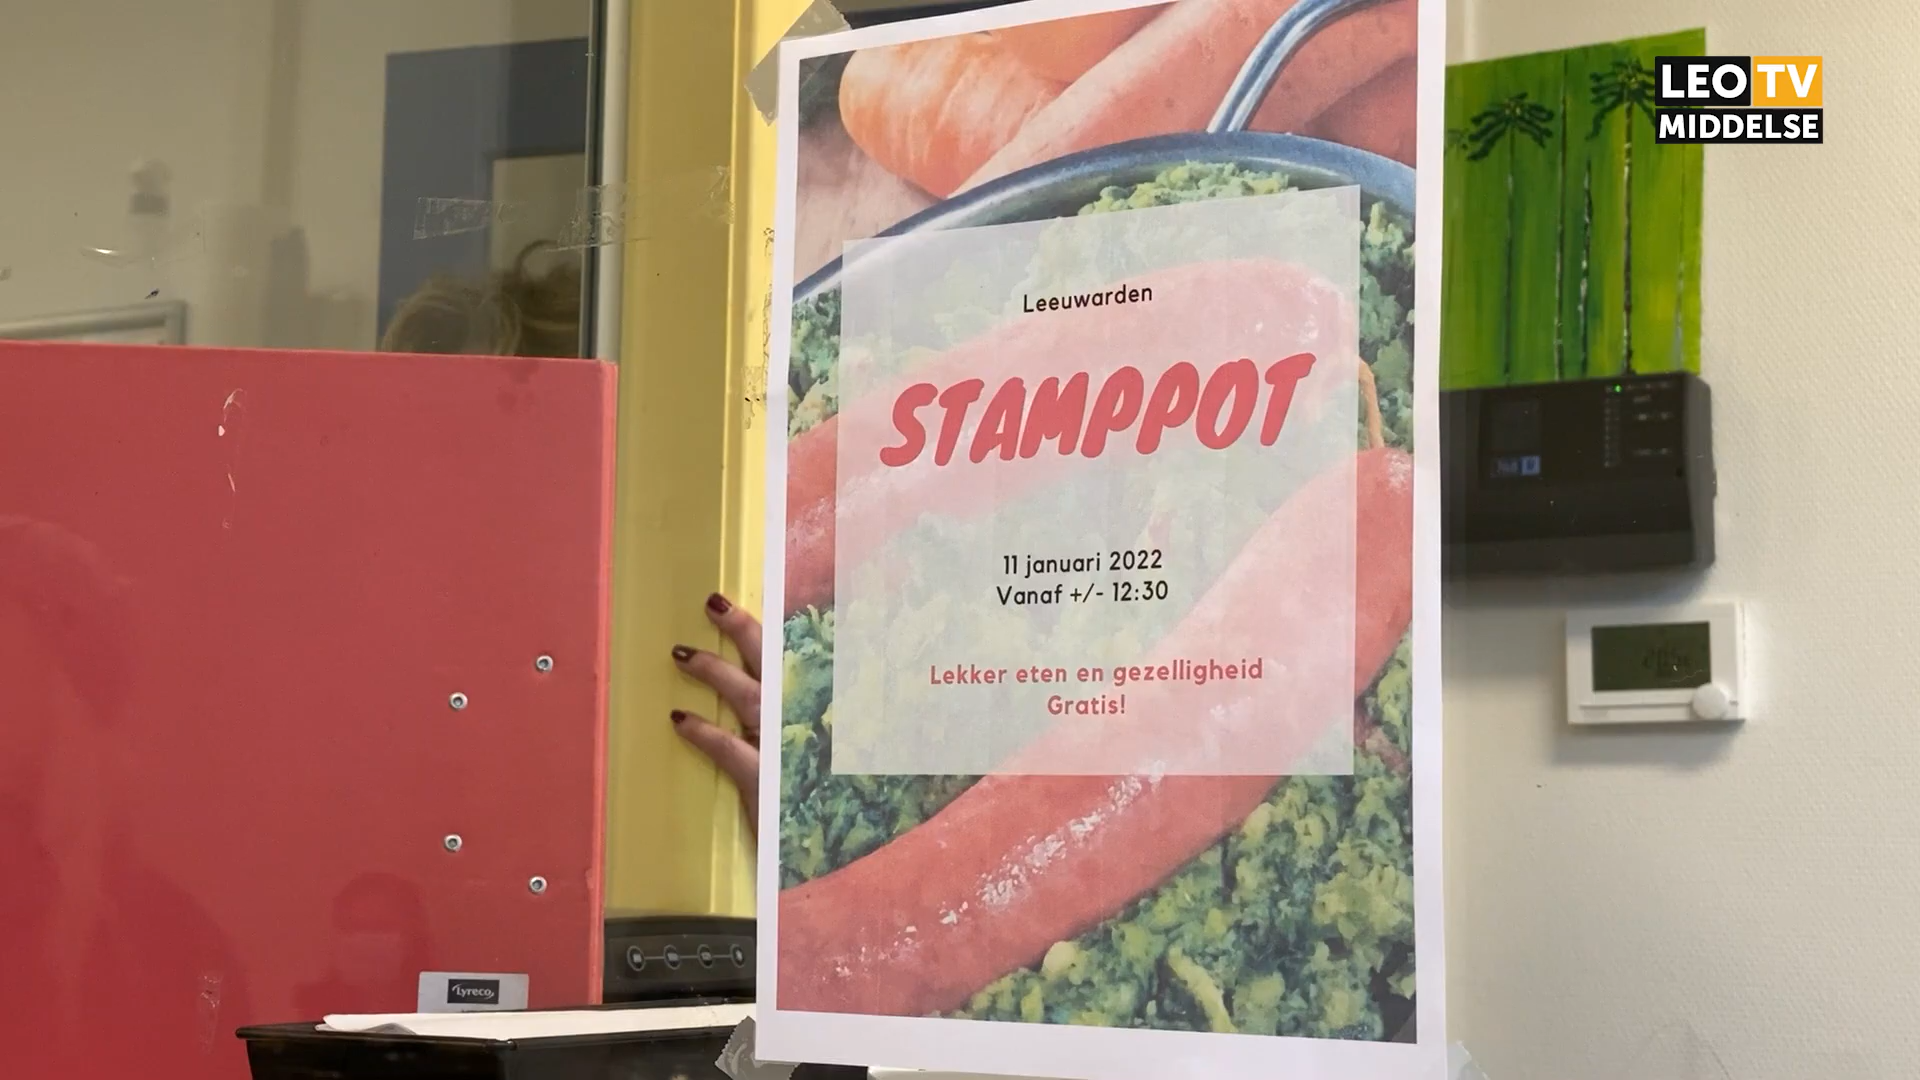 LEO TV
MIDDELSE
Leeuwarden
STAMPPOT
11 januari 2022
Vanaf +/- 12:30
Lekker eten en gezelligheid
Gratis!
Lyreco